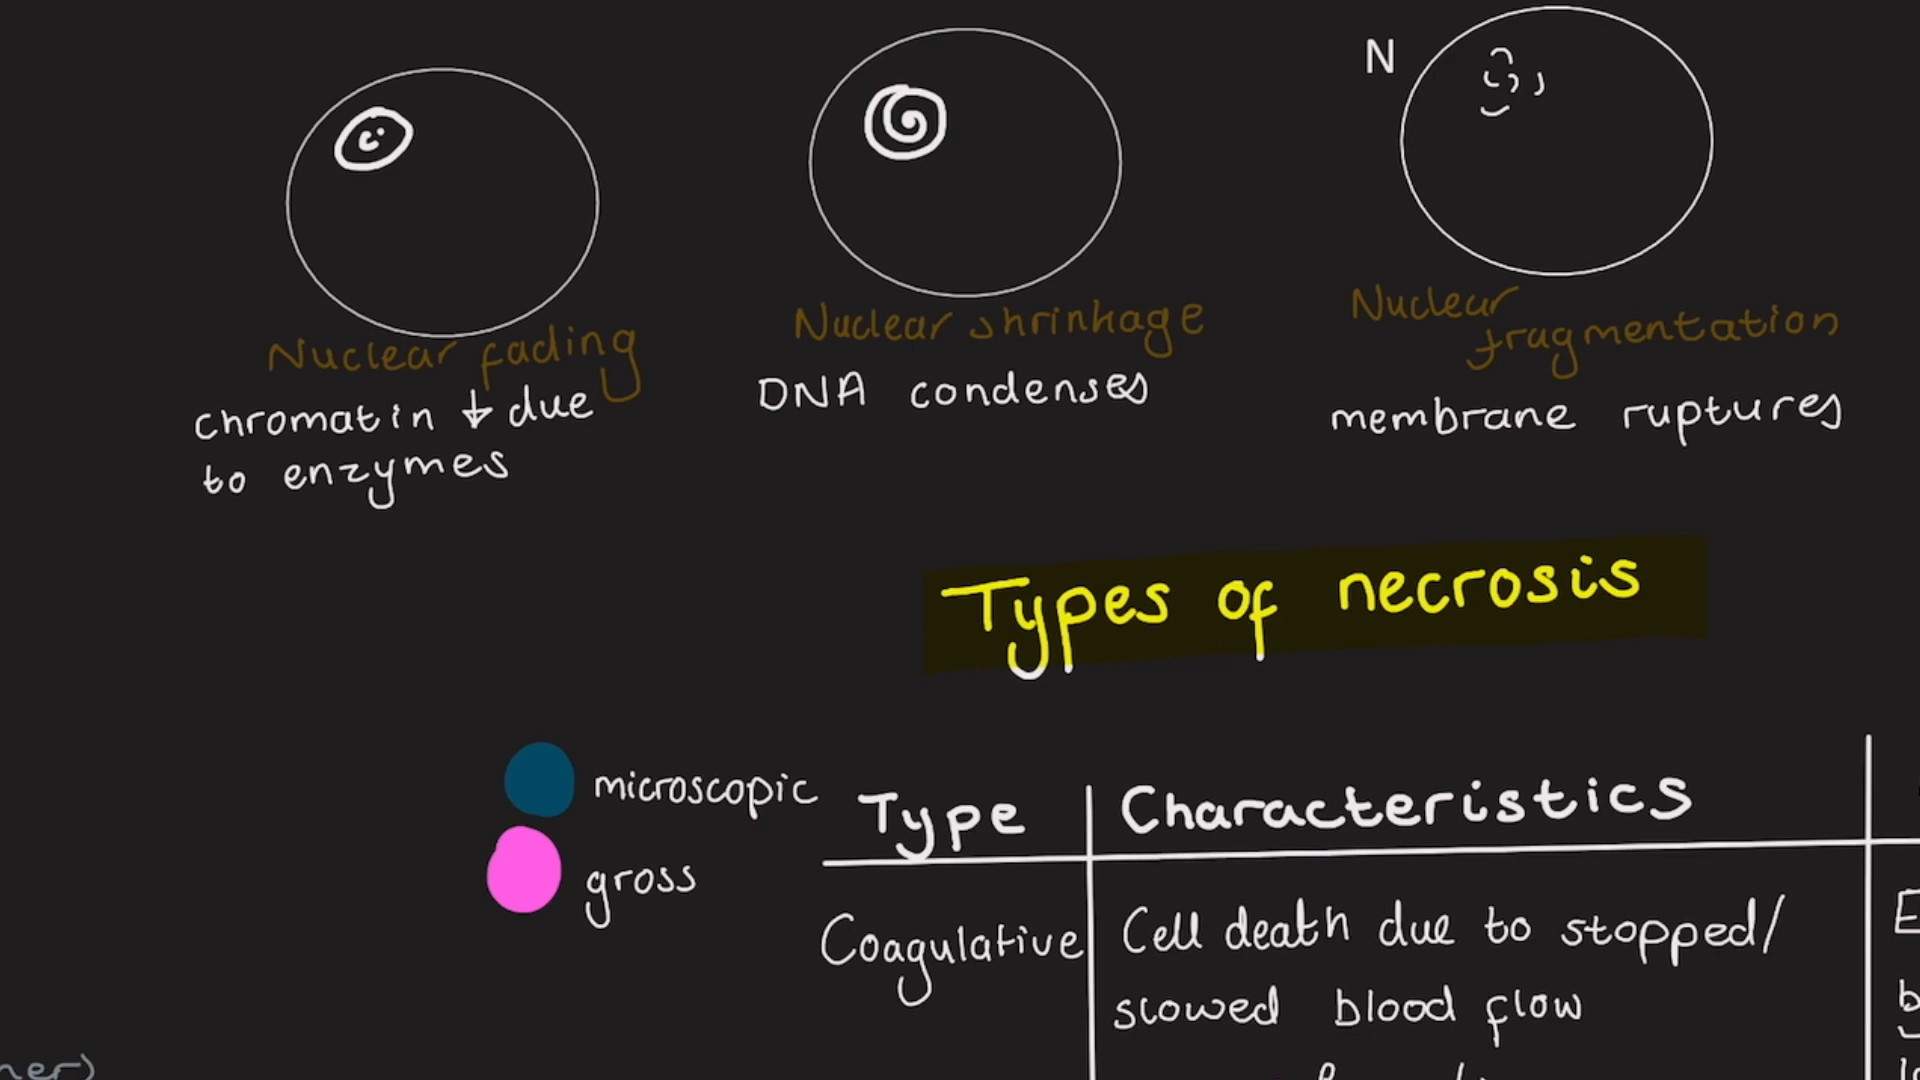 N
Nuclear fading
chromatin ↓ due
to enzymes
Nuclear shrinkage
DNA condenses
Nuclear
fragmentation
membrane ruptures
Types of necrosis
microscopic
gross
Type
Characteristics
Coagulative
Cell death due to stopped/
slowed blood flow